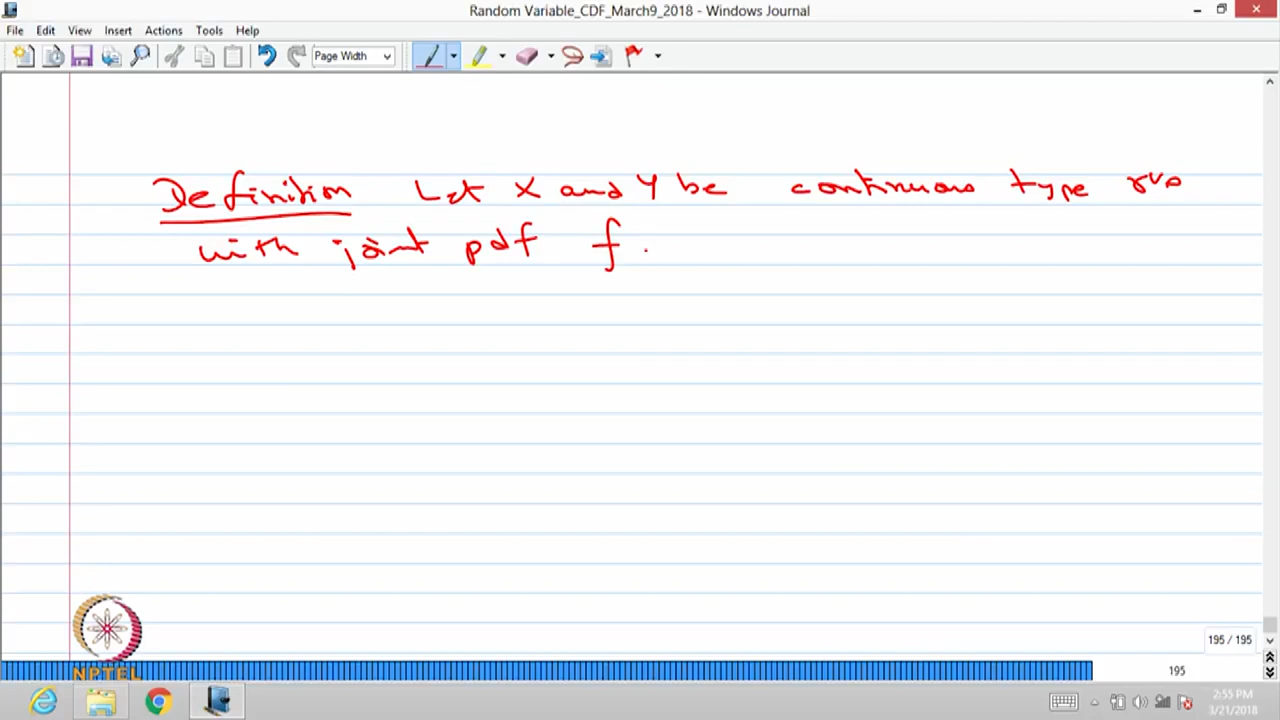 Random Variable_CDF_March9_2018 - Windows Journal
File Edit View Insert Actions Tools Help
Page Width
Definition Let X and Y be continuous type rvs
with joint pdf f .
195 / 195
NPTEL
195
2:55 PM
3/21/2018